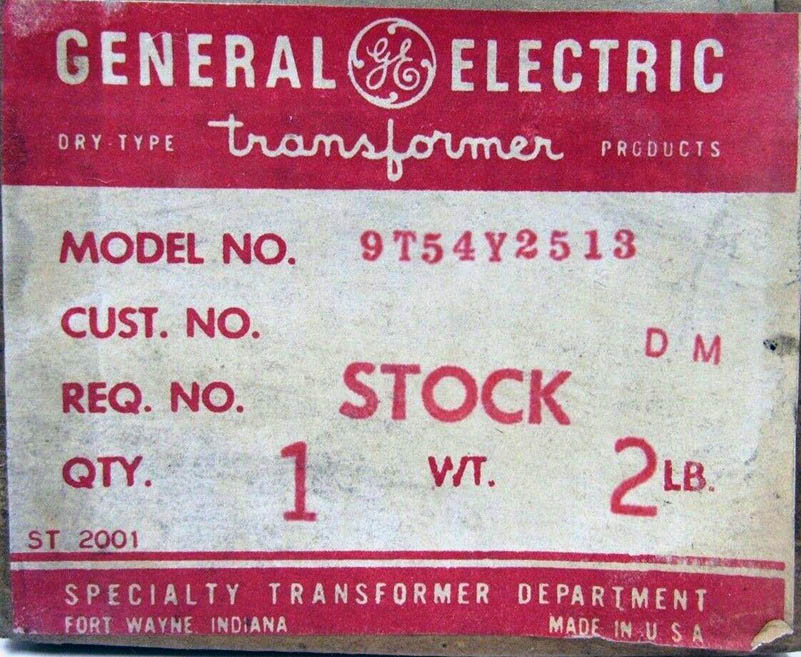 GENERAL GE ELECTRIC
DRY-TYPE transformer PRODUCTS
MODEL NO. 9T54Y2513
CUST. NO.
D M
REQ. NO. STOCK
QTY. 1 WT. 2 LB.
ST 2001
SPECIALTY TRANSFORMER DEPARTMENT
FORT WAYNE, INDIANA MADE IN U S A